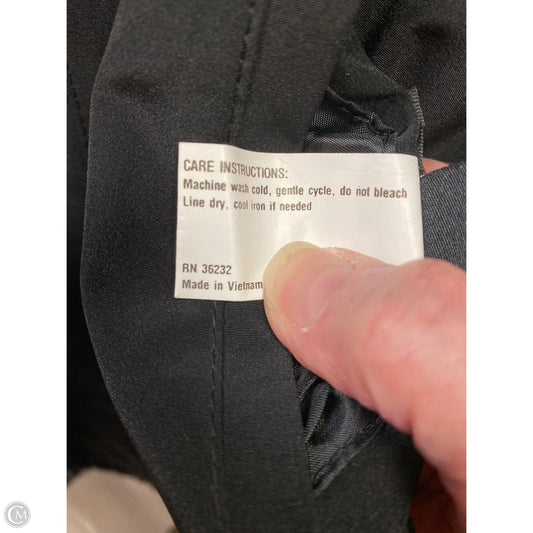 CARE INSTRUCTIONS:
Machine wash cold, gentle cycle, do not bleach
Line dry, cool iron if needed
RN 36232
Made in Vietnam
CM